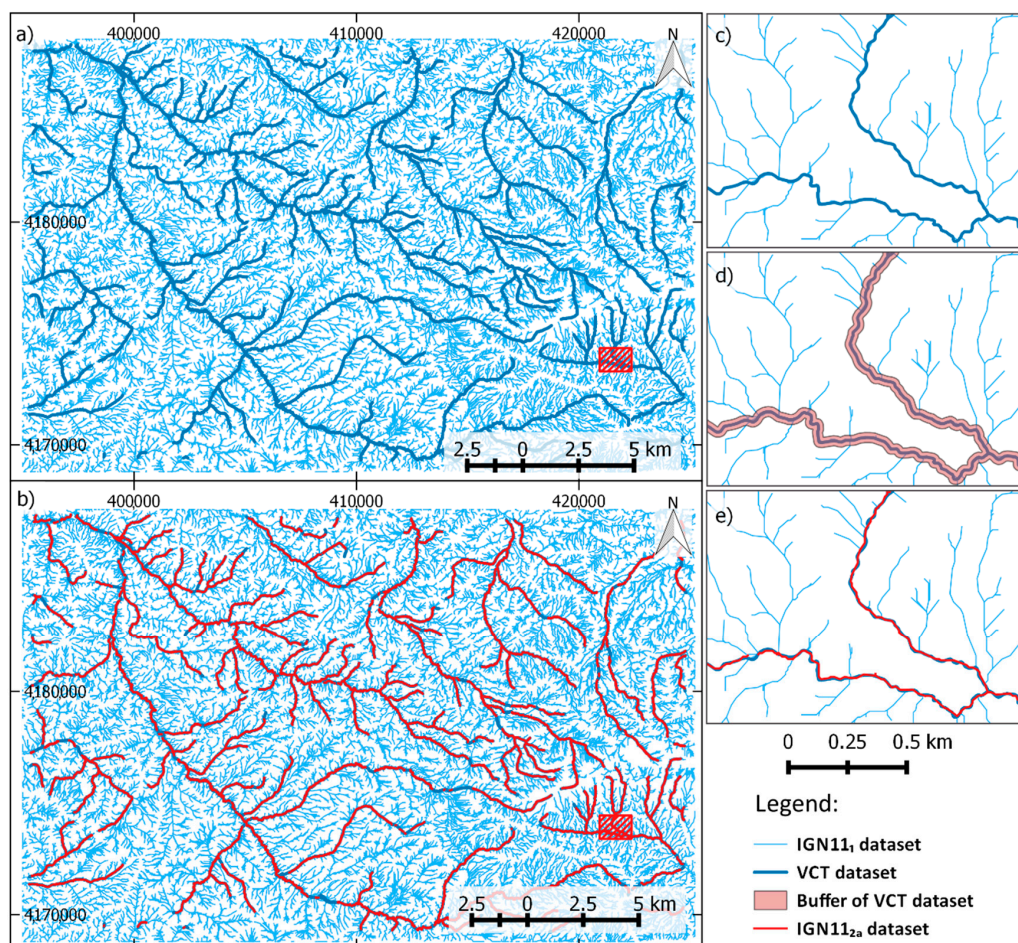 400000 410000 420000
a)
N
4180000
4170000
2.5 0 2.5 5 km
400000 410000 420000
b)
N
4180000
4170000
2.5 0 2.5 5 km
c)
d)
e)
0 0.25 0.5 km
Legend:
IGN11₁ dataset
VCT dataset
Buffer of VCT dataset
IGN11₂ₐ dataset